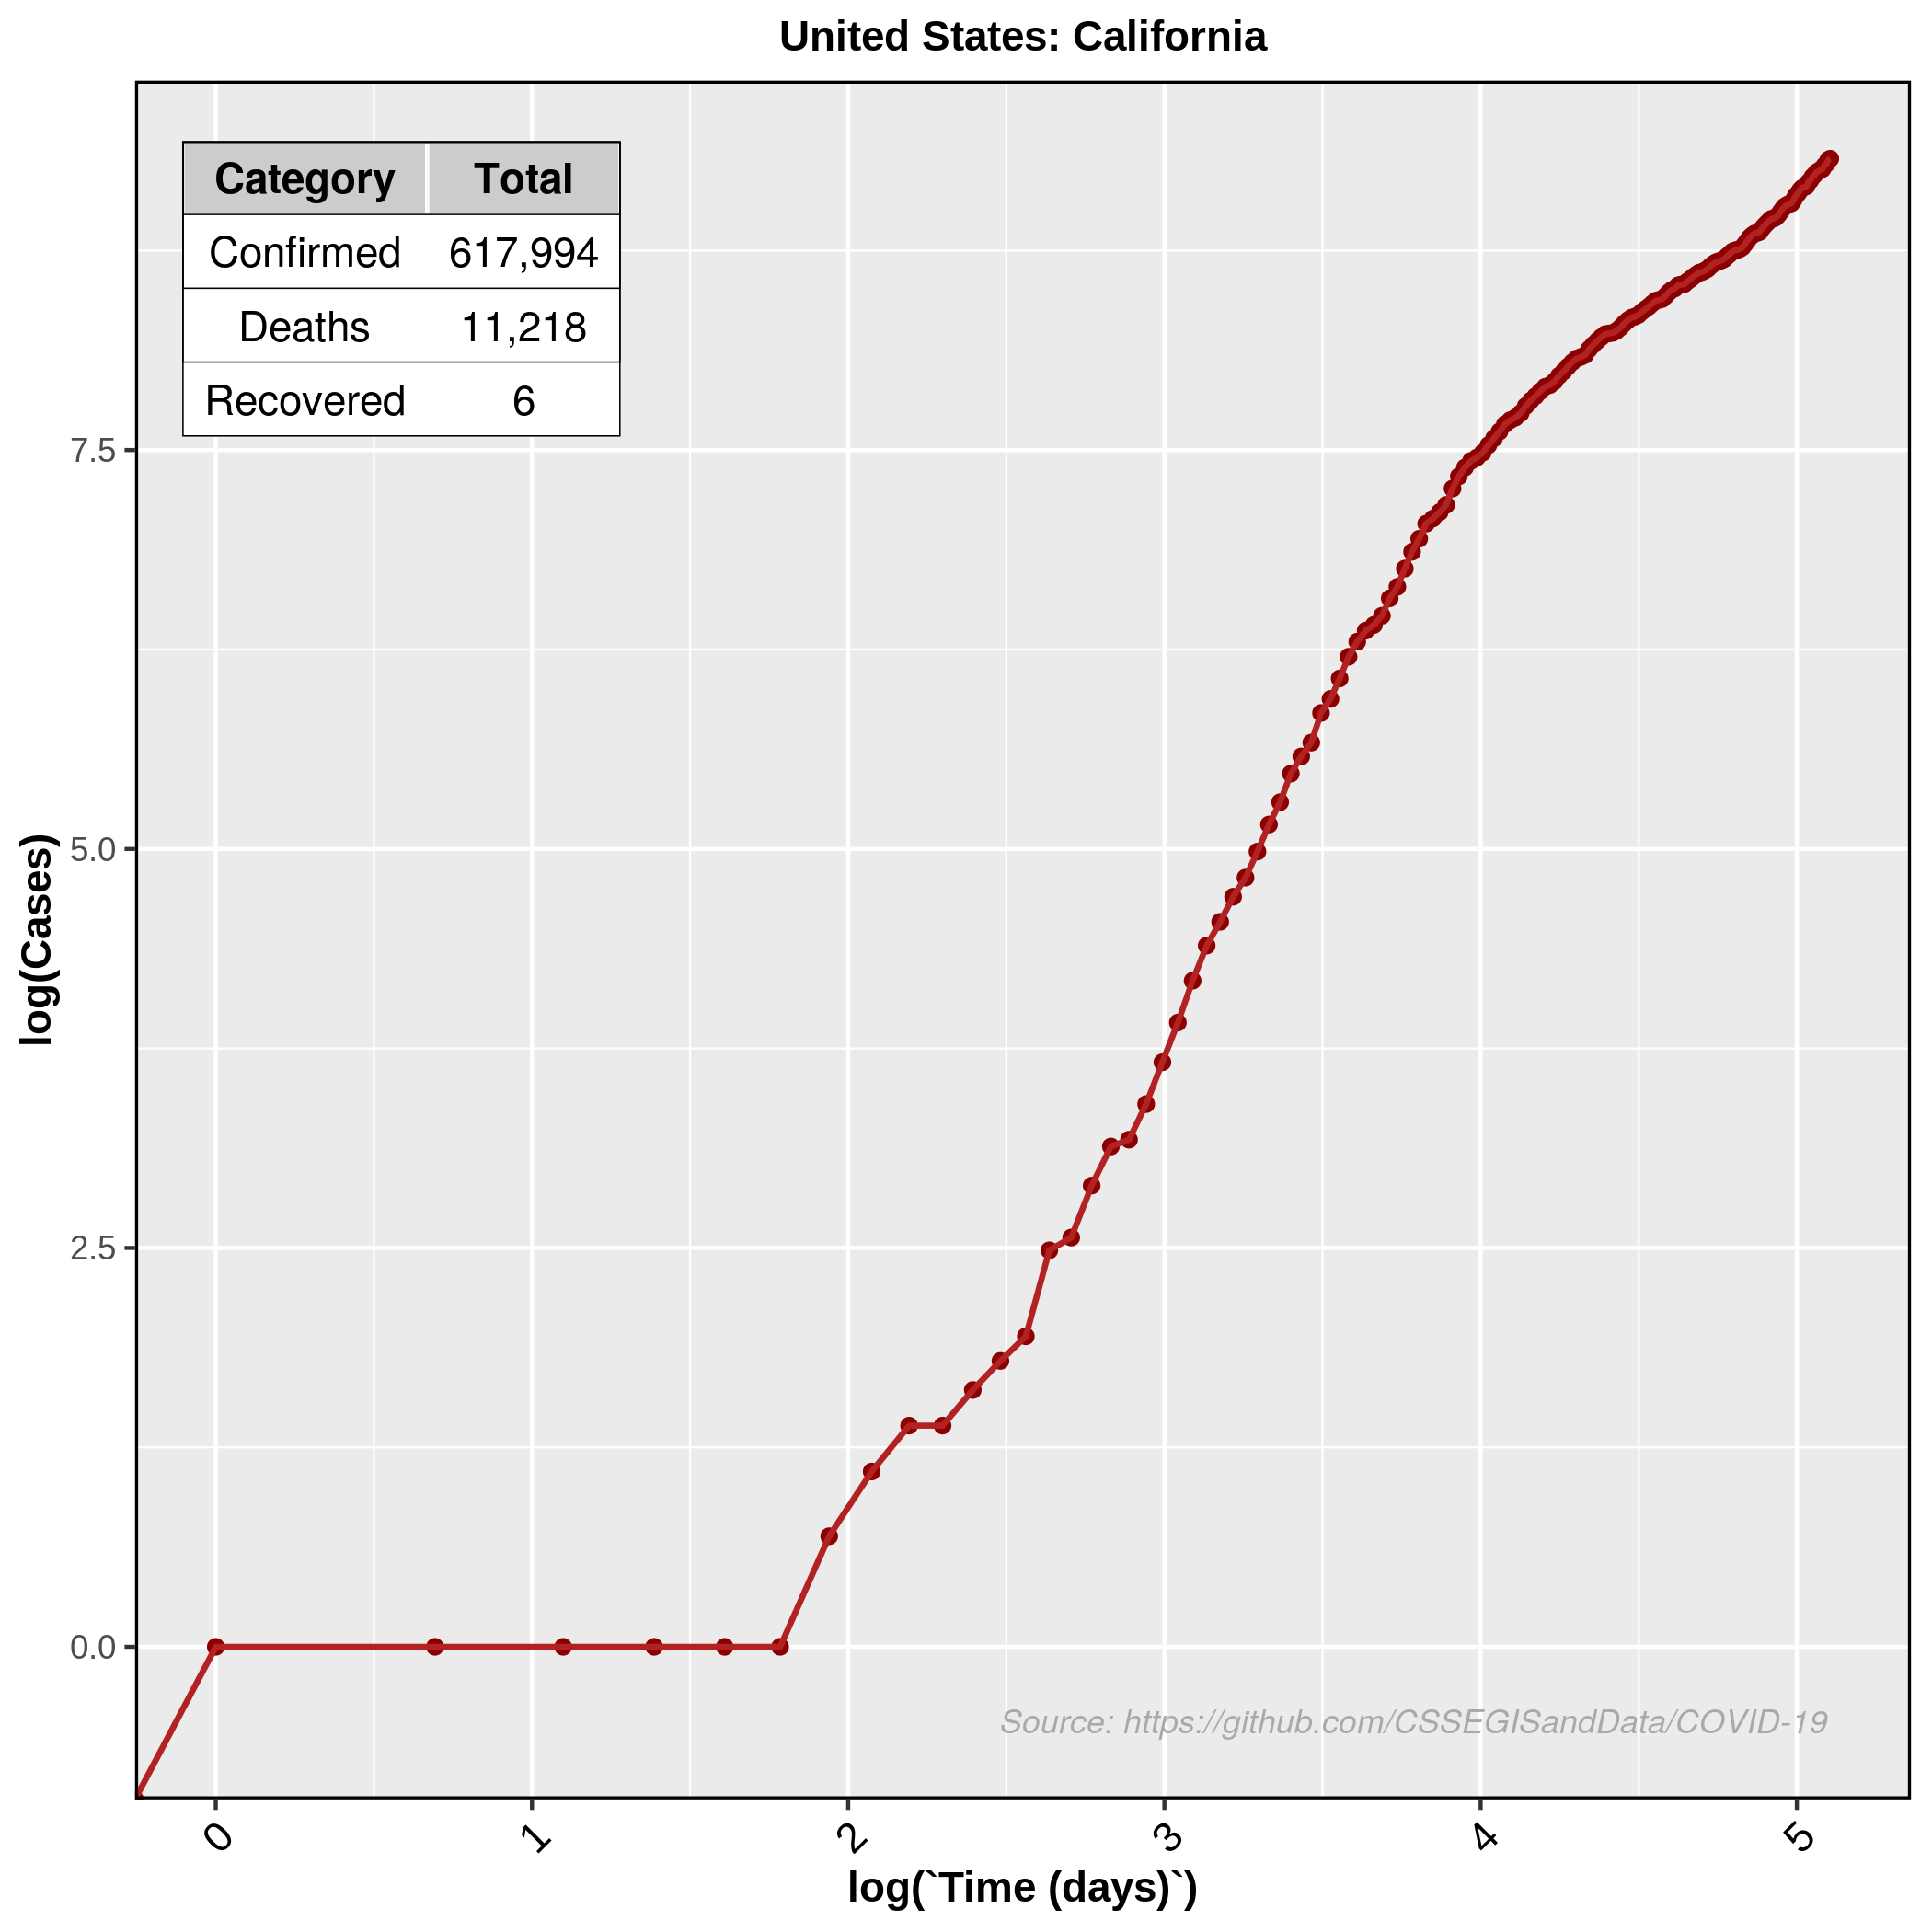 United States: California
Category Total
Confirmed 617,994
Deaths 11,218
Recovered 6
7.5
5.0
2.5
0.0
log(Cases)
Source: https://github.com/CSSEGISandData/COVID-19
0 1 2 3 4 5
log(`Time (days)`)